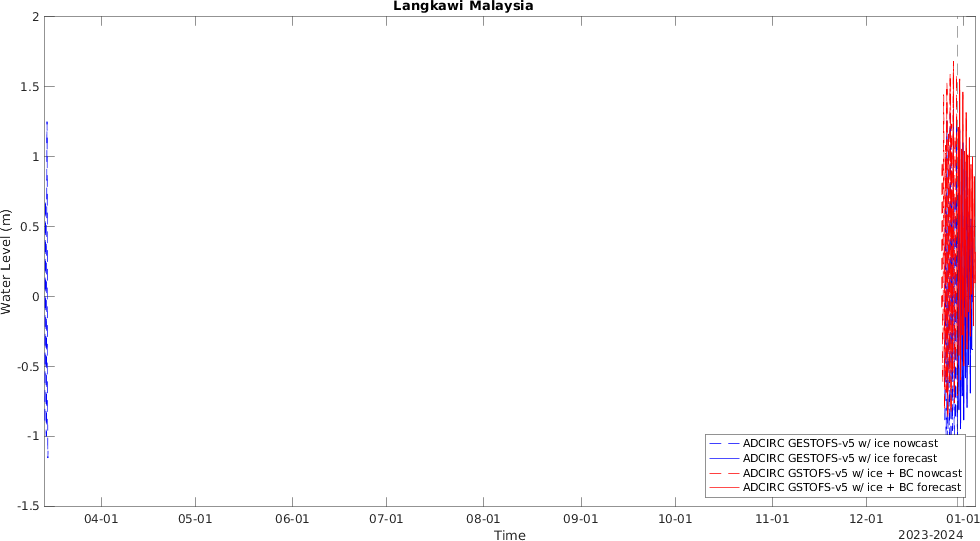 Langkawi Malaysia
2
1.5
1
0.5
0
-0.5
-1
-1.5
Water Level (m)
ADCIRC GESTOFS-v5 w/ ice nowcast
ADCIRC GESTOFS-v5 w/ ice forecast
ADCIRC GSTOFS-v5 w/ ice + BC nowcast
ADCIRC GSTOFS-v5 w/ ice + BC forecast
04-01 05-01 06-01 07-01 08-01 09-01 10-01 11-01 12-01 01-01
Time
2023-2024